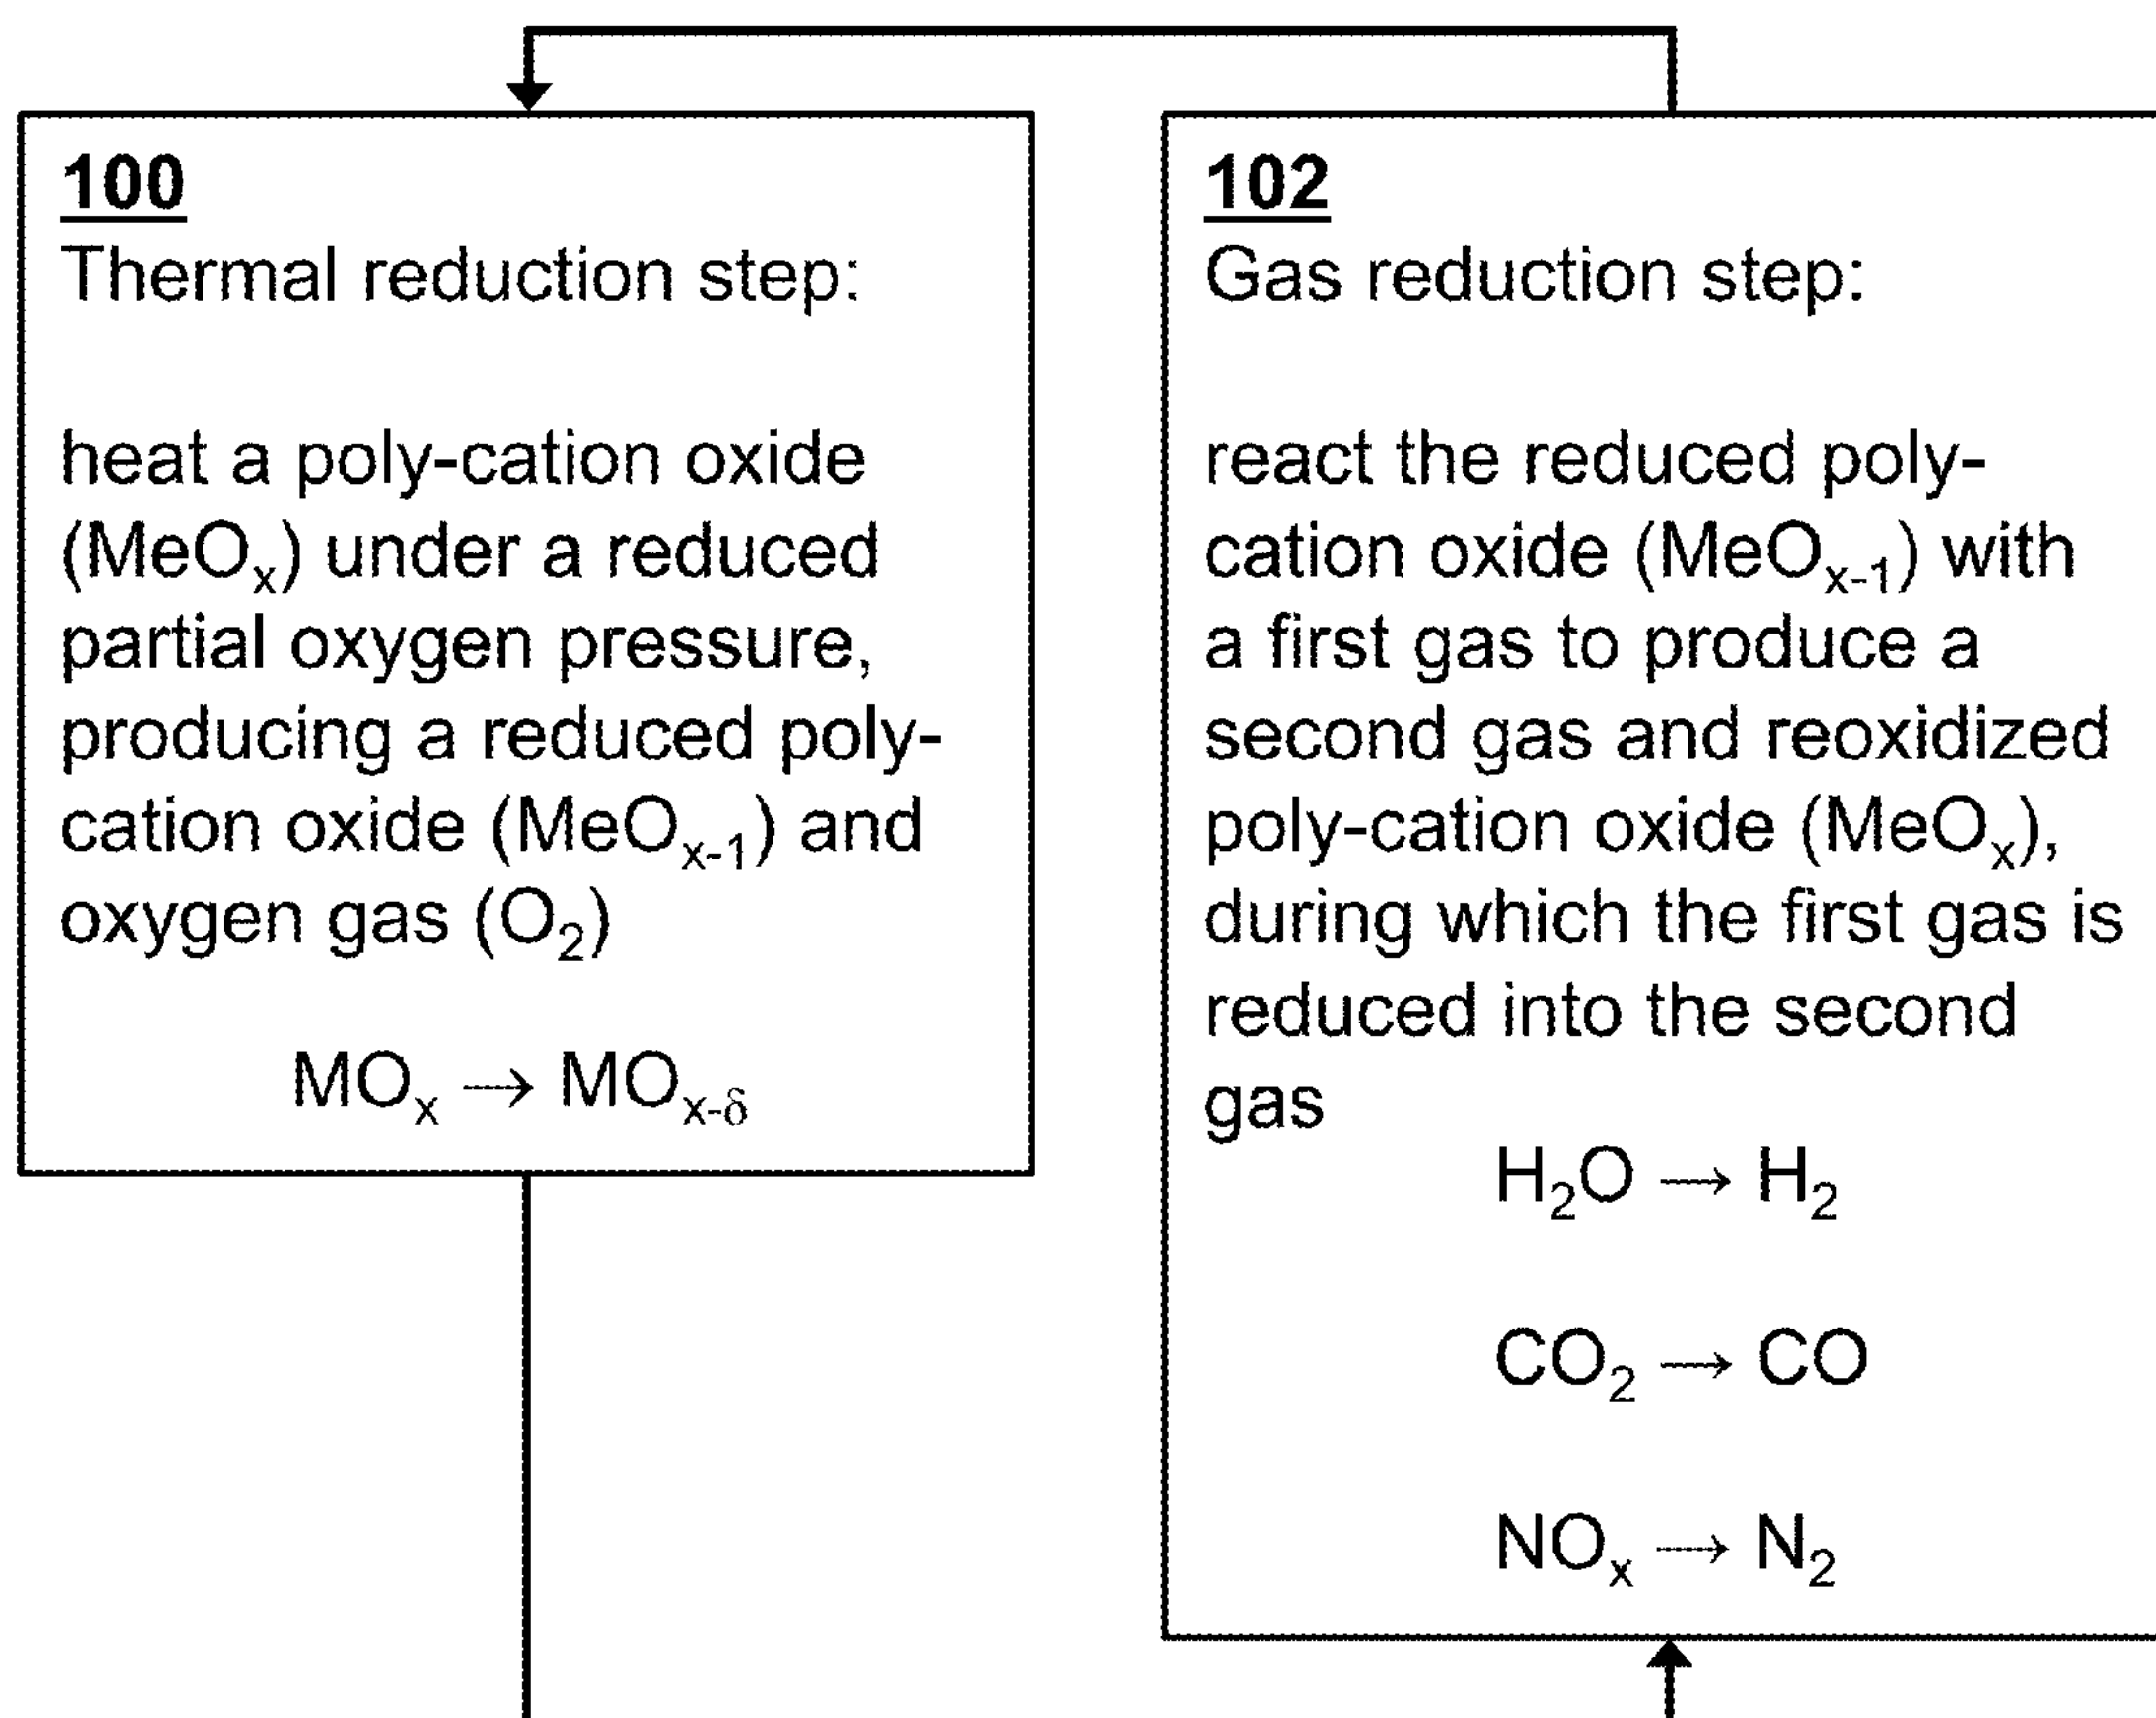 100
Thermal reduction step:
heat a poly-cation oxide
(MeOₓ) under a reduced
partial oxygen pressure,
producing a reduced poly-
cation oxide (MeOₓ₋₁) and
oxygen gas (O₂)
MOₓ → MOₓ₋δ
102
Gas reduction step:
react the reduced poly-
cation oxide (MeOₓ₋₁) with
a first gas to produce a
second gas and reoxidized
poly-cation oxide (MeOₓ),
during which the first gas is
reduced into the second
gas
H₂O → H₂
CO₂ → CO
NOₓ → N₂